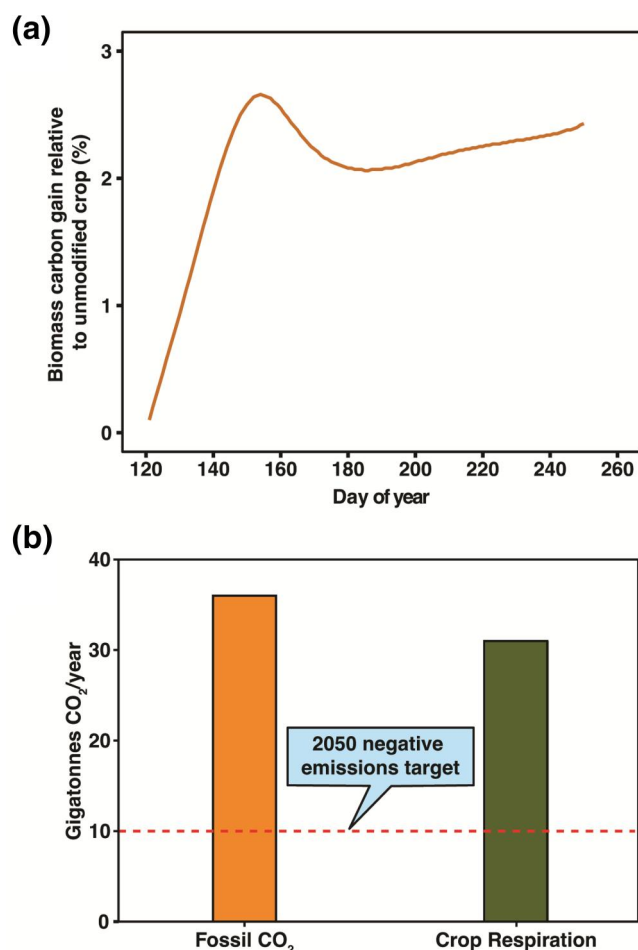 (a)
Biomass carbon gain relative
to unmodified crop (%)
3
2
1
0
120 140 160 180 200 220 240 260
Day of year
(b)
Gigatonnes CO₂/year
40
30
20
10
0
2050 negative
emissions target
Fossil CO₂ Crop Respiration